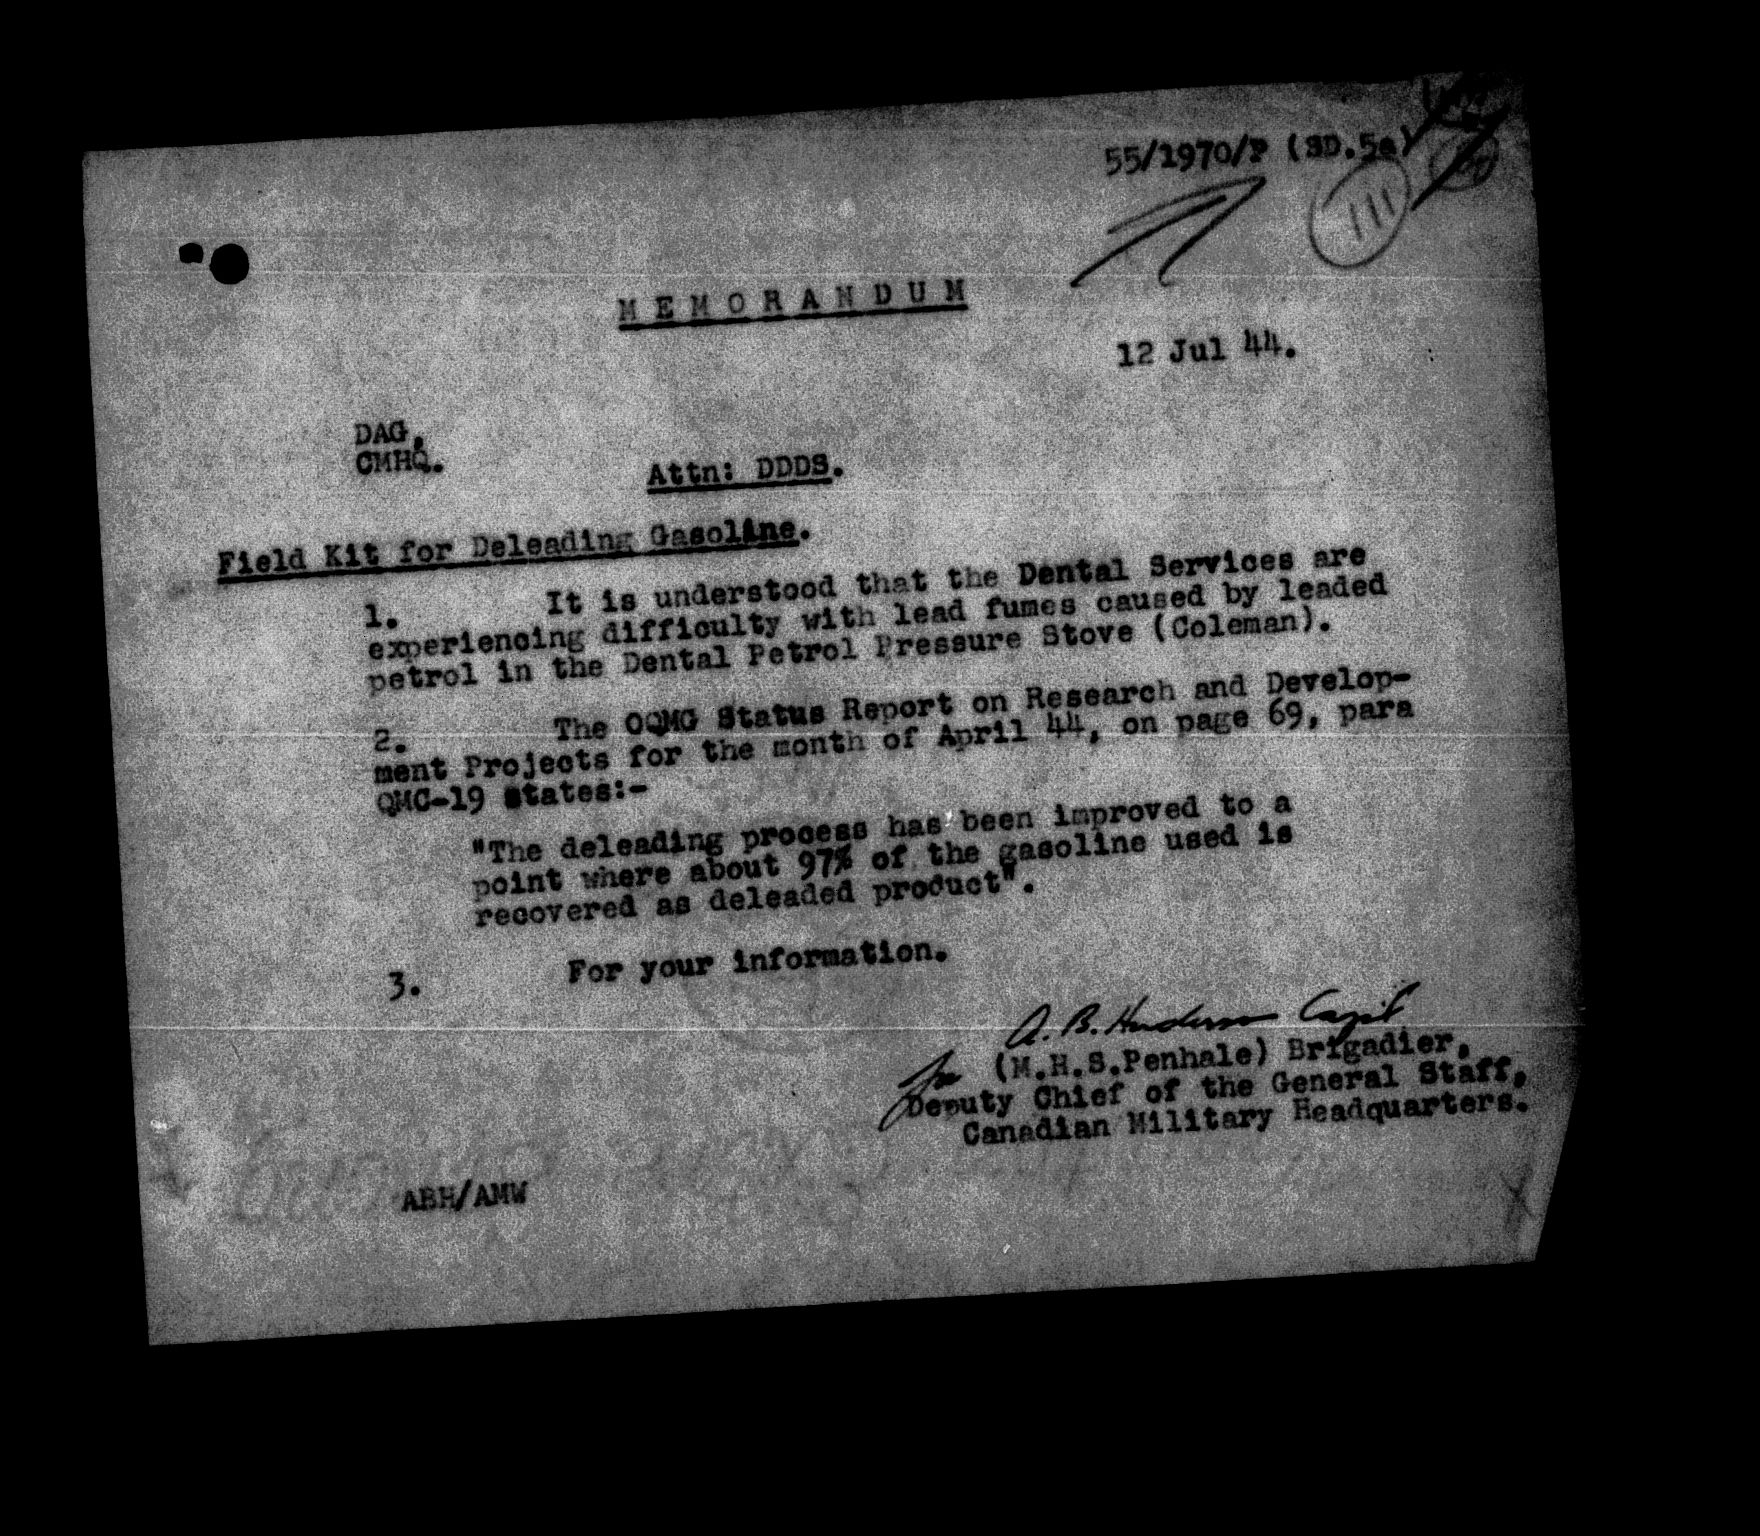 55/1970/P (SD.5a)
111
M E M O R A N D U M
12 Jul 44.
DAG,
CMHQ.
Attn: DDDS.
Field Kit for Deleading Gasoline.
1. It is understood that the Dental Services are
experiencing difficulty with lead fumes caused by leaded
petrol in the Dental Petrol Pressure Stove (Coleman).
2. The OQMG Status Report on Research and Develop-
ment Projects for the month of April 44, on page 69, para
QMC-19 states:-
"The deleading process has been improved to a
point where about 97% of the gasoline used is
recovered as deleaded product".
3. For your information.
A. B. Henderson Capt
for (M.H.S.Penhale) Brigadier,
Deputy Chief of the General Staff,
Canadian Military Headquarters.
ABH/AMW